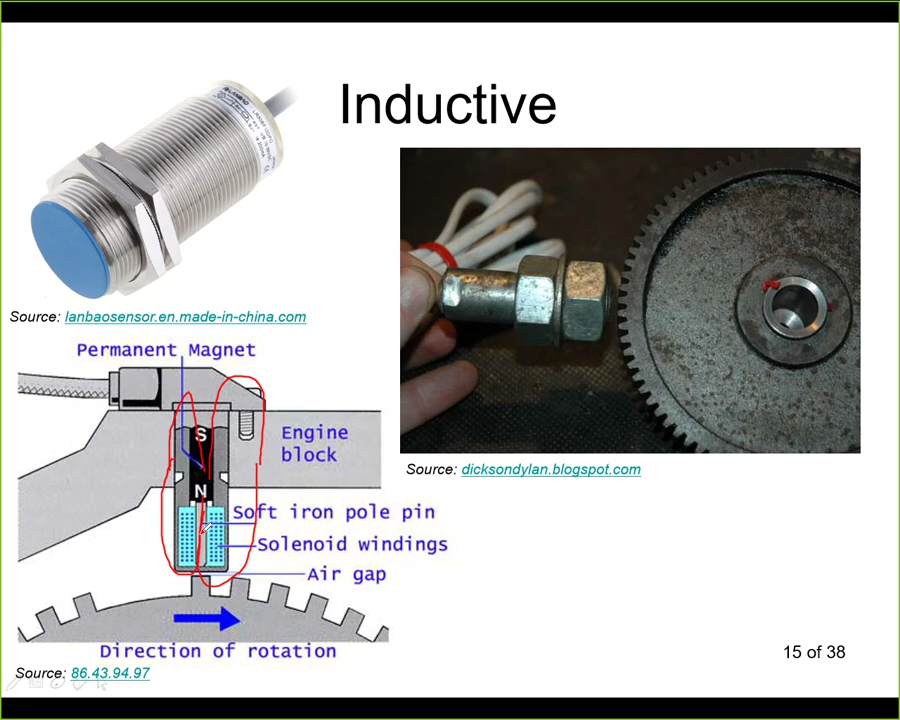 Inductive
LANBAO
Source: lanbaosensor.en.made-in-china.com
Permanent Magnet
S
Engine
block
N
Source: dicksondylan.blogspot.com
Soft iron pole pin
Solenoid windings
Air gap
Direction of rotation
15 of 38
Source: 86.43.94.97